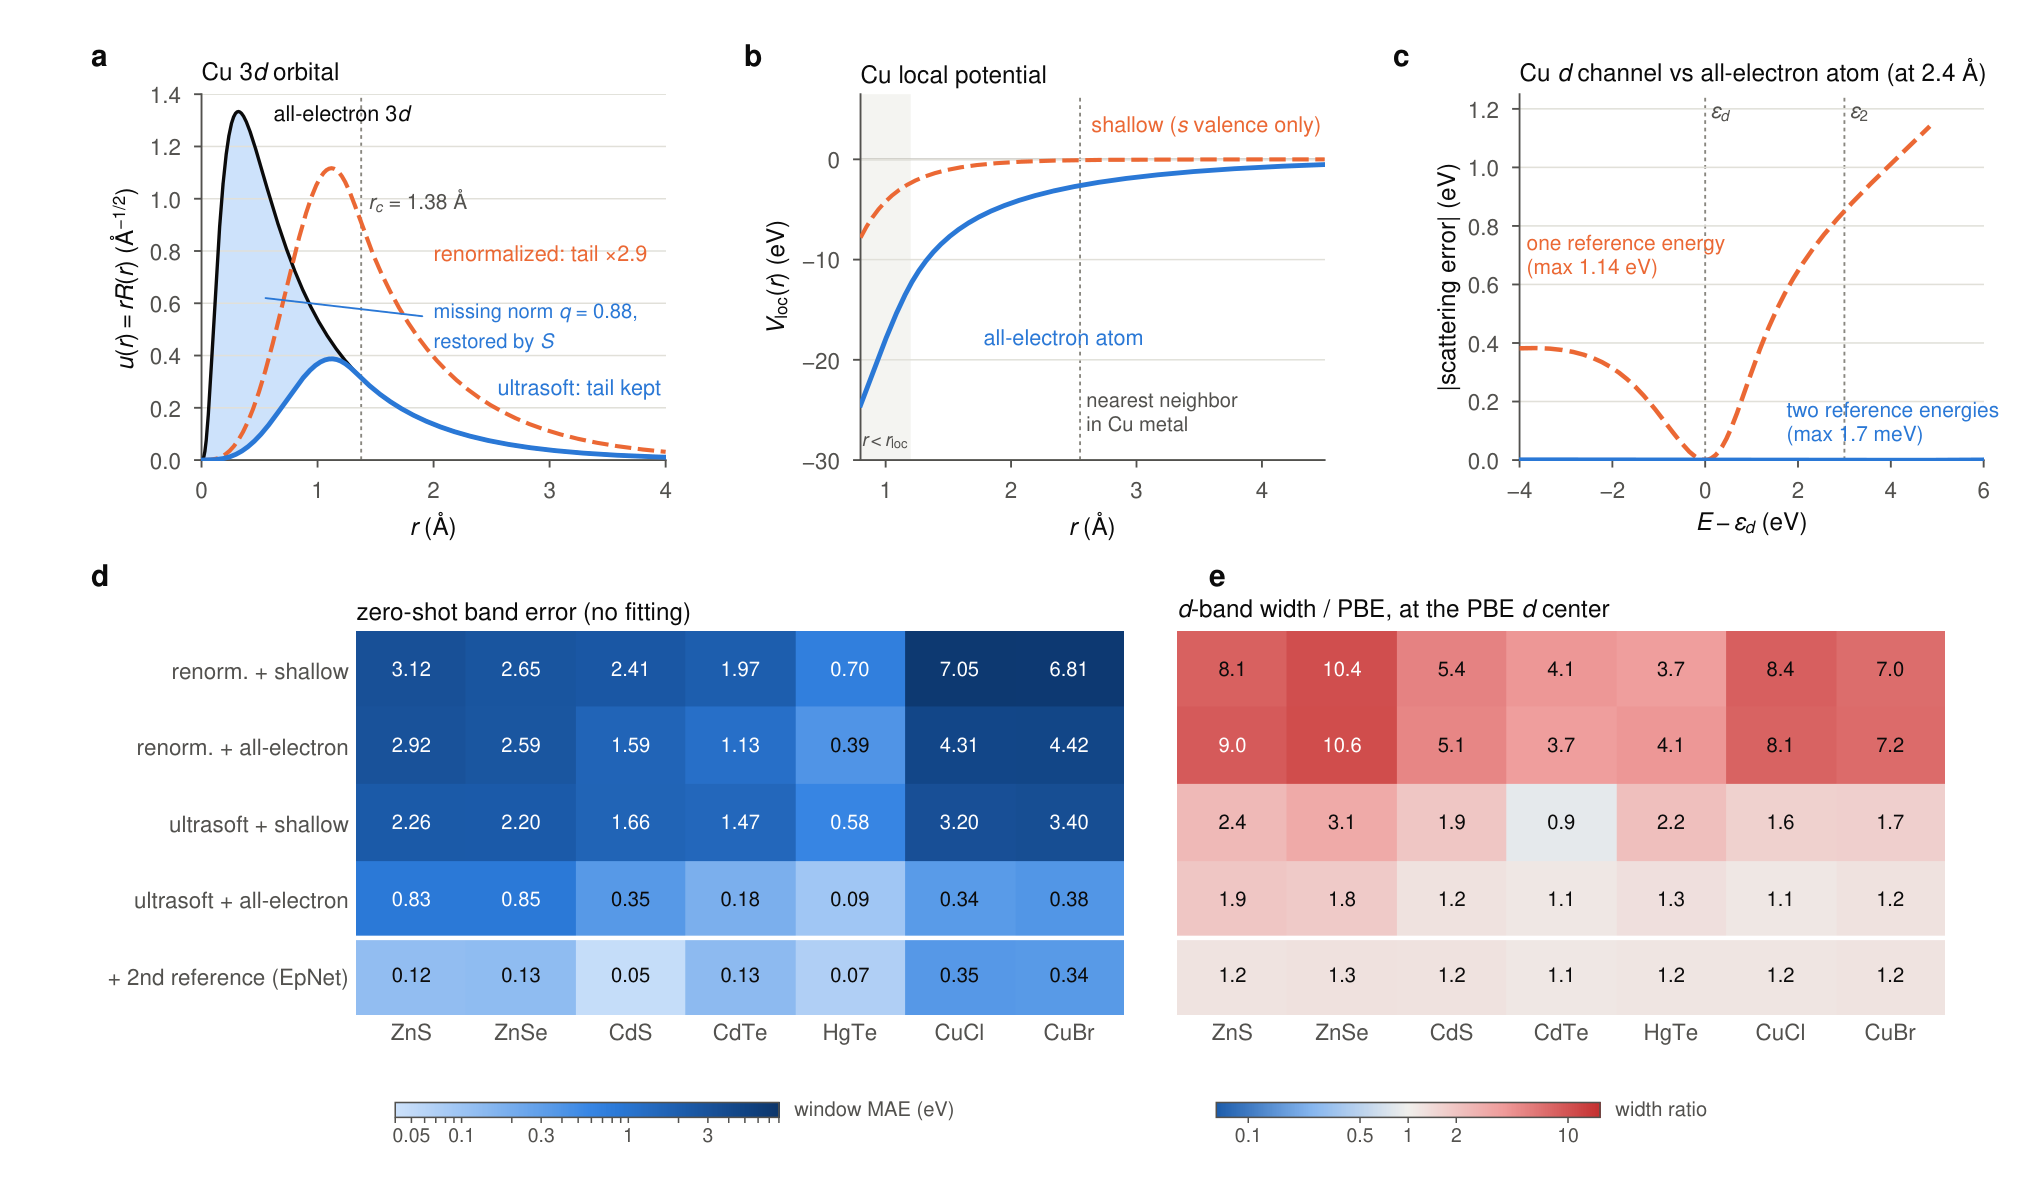 a
Cu 3d orbital
1.4
1.2
1.0
0.8
0.6
0.4
0.2
0.0
u(r) = rR(r) (Å−1/2)
all-electron 3d
rc = 1.38 Å
renormalized: tail ×2.9
missing norm q = 0.88,
restored by S
ultrasoft: tail kept
0 1 2 3 4
r (Å)
b
Cu local potential
0
−10
−20
−30
Vloc(r) (eV)
shallow (s valence only)
all-electron atom
nearest neighbor
in Cu metal
r < rloc
1 2 3 4
r (Å)
c
Cu d channel vs all-electron atom (at 2.4 Å)
1.2
1.0
0.8
0.6
0.4
0.2
0.0
|scattering error| (eV)
εd
ε2
one reference energy
(max 1.14 eV)
two reference energies
(max 1.7 meV)
−4 −2 0 2 4 6
E − εd (eV)
d
zero-shot band error (no fitting)
renorm. + shallow 3.12 2.65 2.41 1.97 0.70 7.05 6.81
renorm. + all-electron 2.92 2.59 1.59 1.13 0.39 4.31 4.42
ultrasoft + shallow 2.26 2.20 1.66 1.47 0.58 3.20 3.40
ultrasoft + all-electron 0.83 0.85 0.35 0.18 0.09 0.34 0.38
+ 2nd reference (EpNet) 0.12 0.13 0.05 0.13 0.07 0.35 0.34
ZnS ZnSe CdS CdTe HgTe CuCl CuBr
0.05 0.1 0.3 1 3
window MAE (eV)
e
d-band width / PBE, at the PBE d center
8.1 10.4 5.4 4.1 3.7 8.4 7.0
9.0 10.6 5.1 3.7 4.1 8.1 7.2
2.4 3.1 1.9 0.9 2.2 1.6 1.7
1.9 1.8 1.2 1.1 1.3 1.1 1.2
1.2 1.3 1.2 1.1 1.2 1.2 1.2
ZnS ZnSe CdS CdTe HgTe CuCl CuBr
0.1 0.5 1 2 10
width ratio